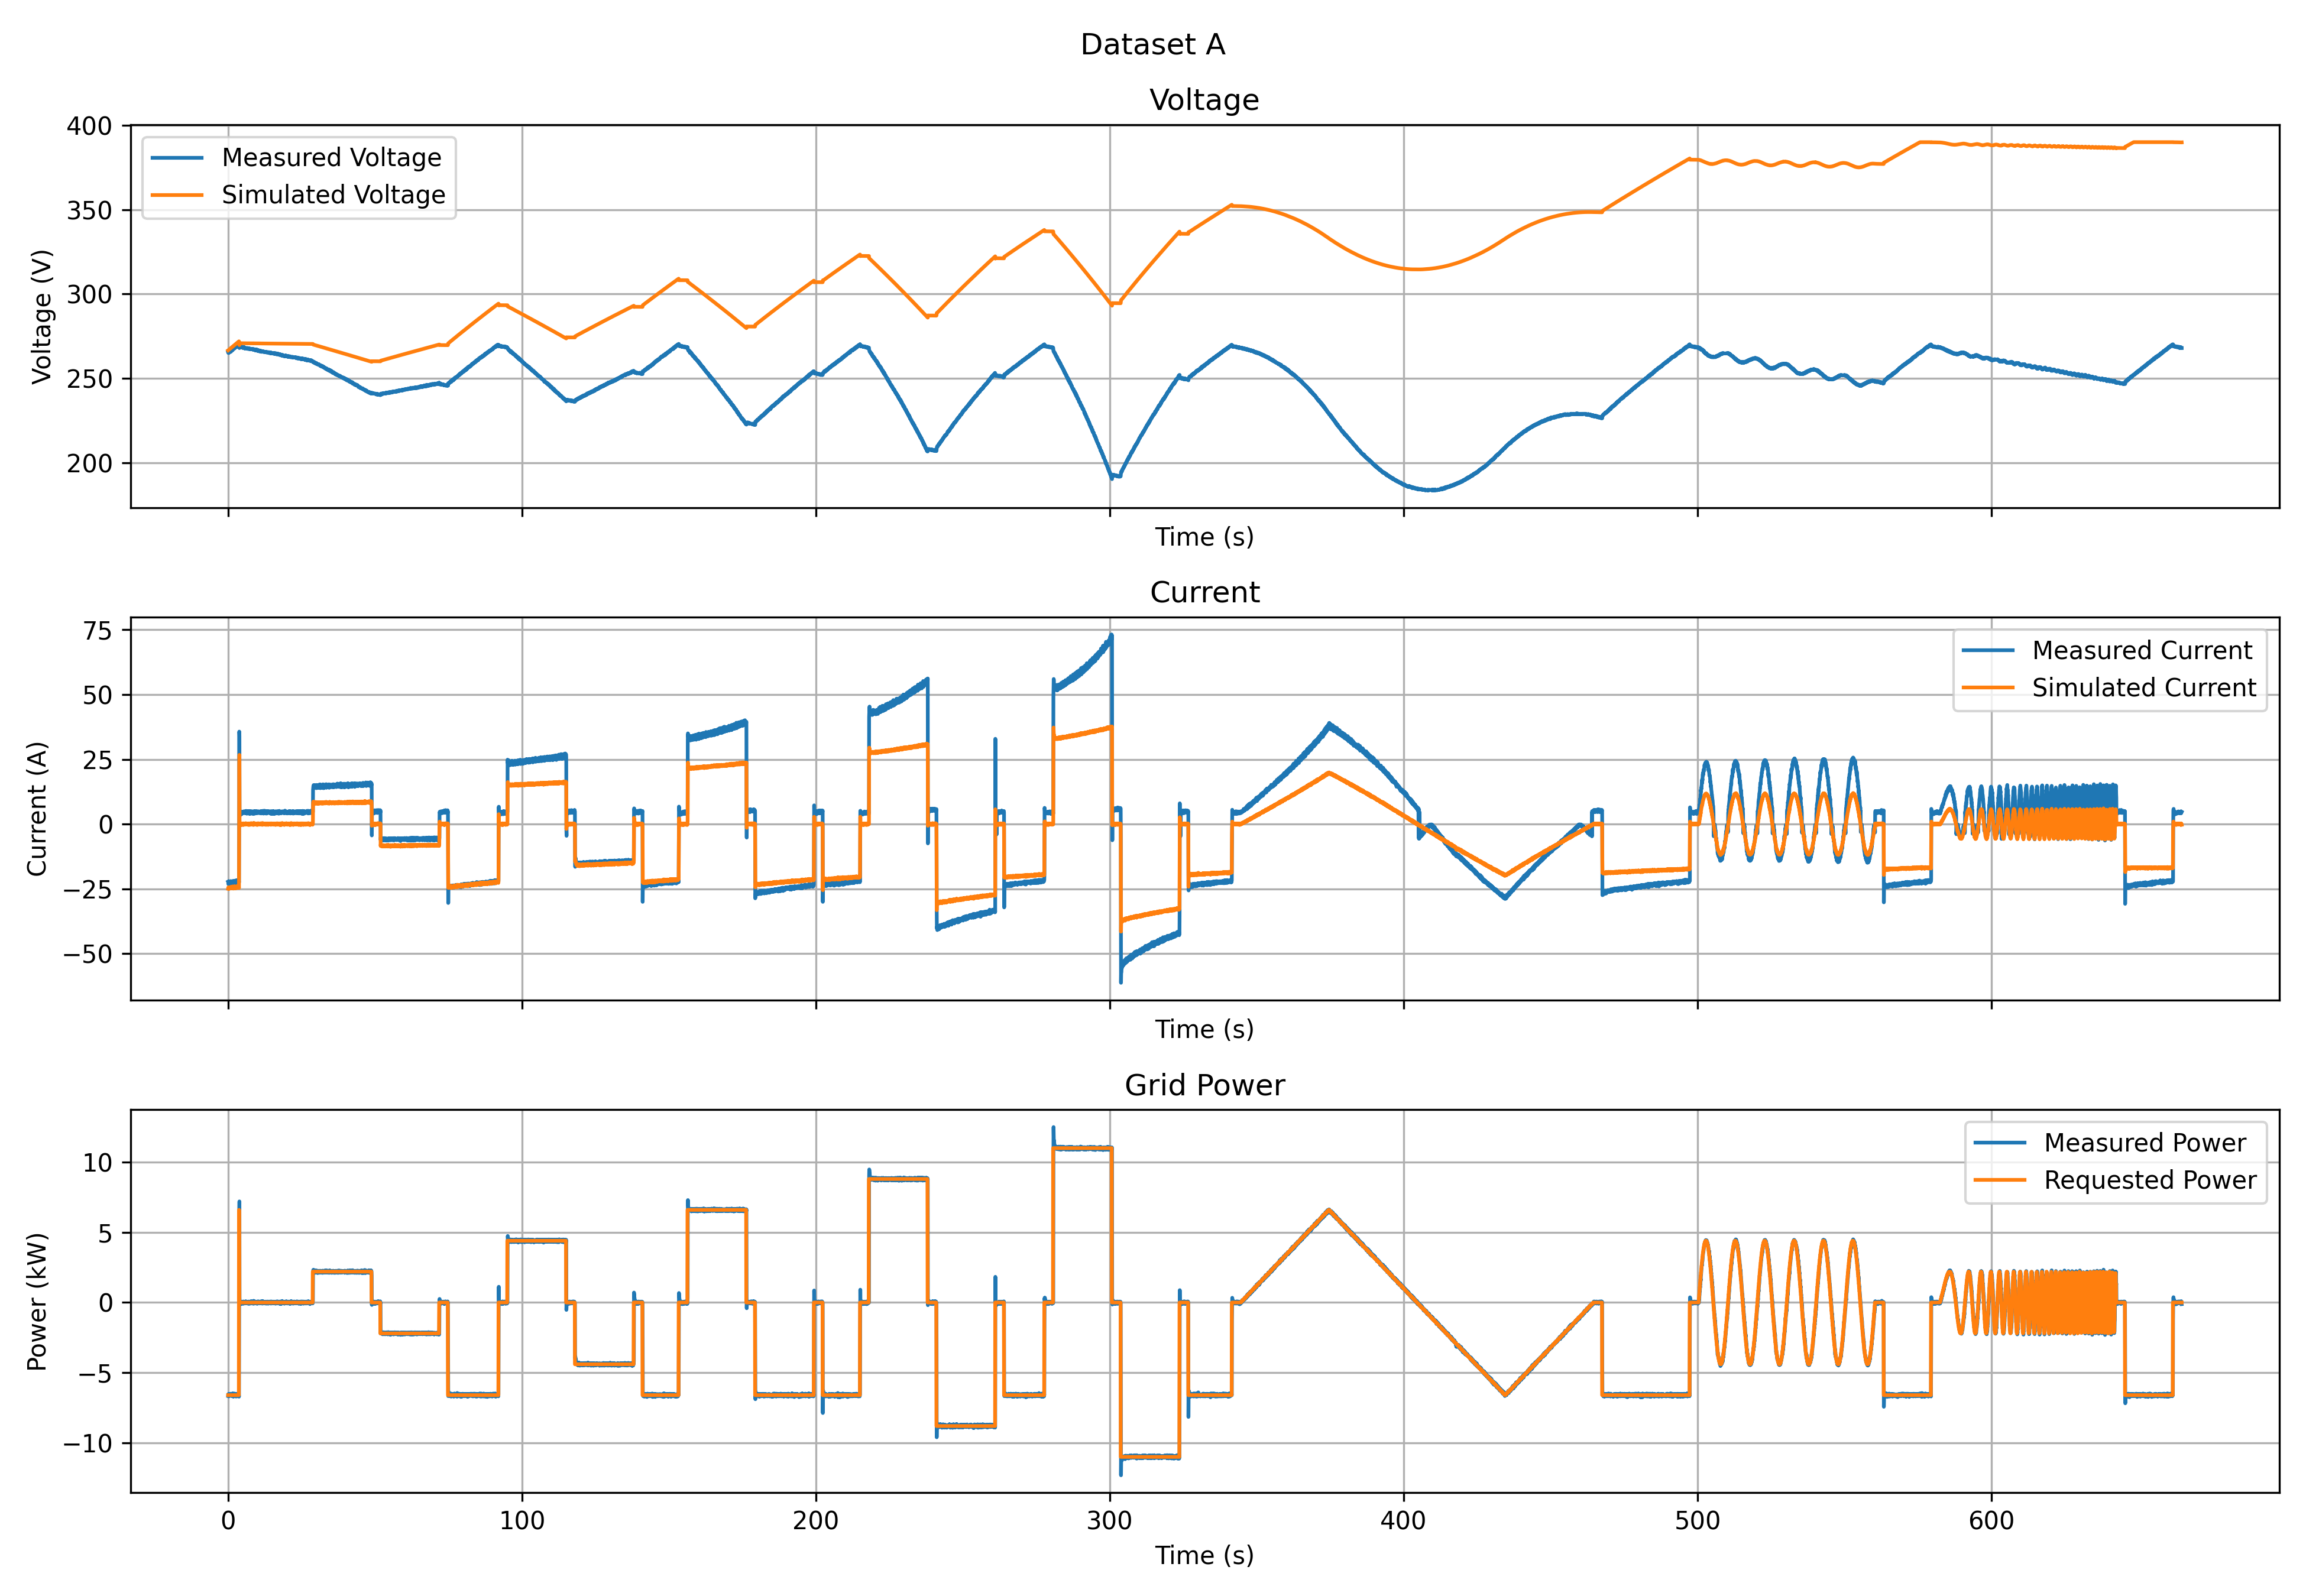 Dataset A
Voltage
400
350
300
250
200
Voltage (V)
Measured Voltage
Simulated Voltage
Time (s)
Current
75
50
25
0
−25
−50
Current (A)
Measured Current
Simulated Current
Time (s)
Grid Power
10
5
0
−5
−10
Power (kW)
Measured Power
Requested Power
0 100 200 300 400 500 600
Time (s)